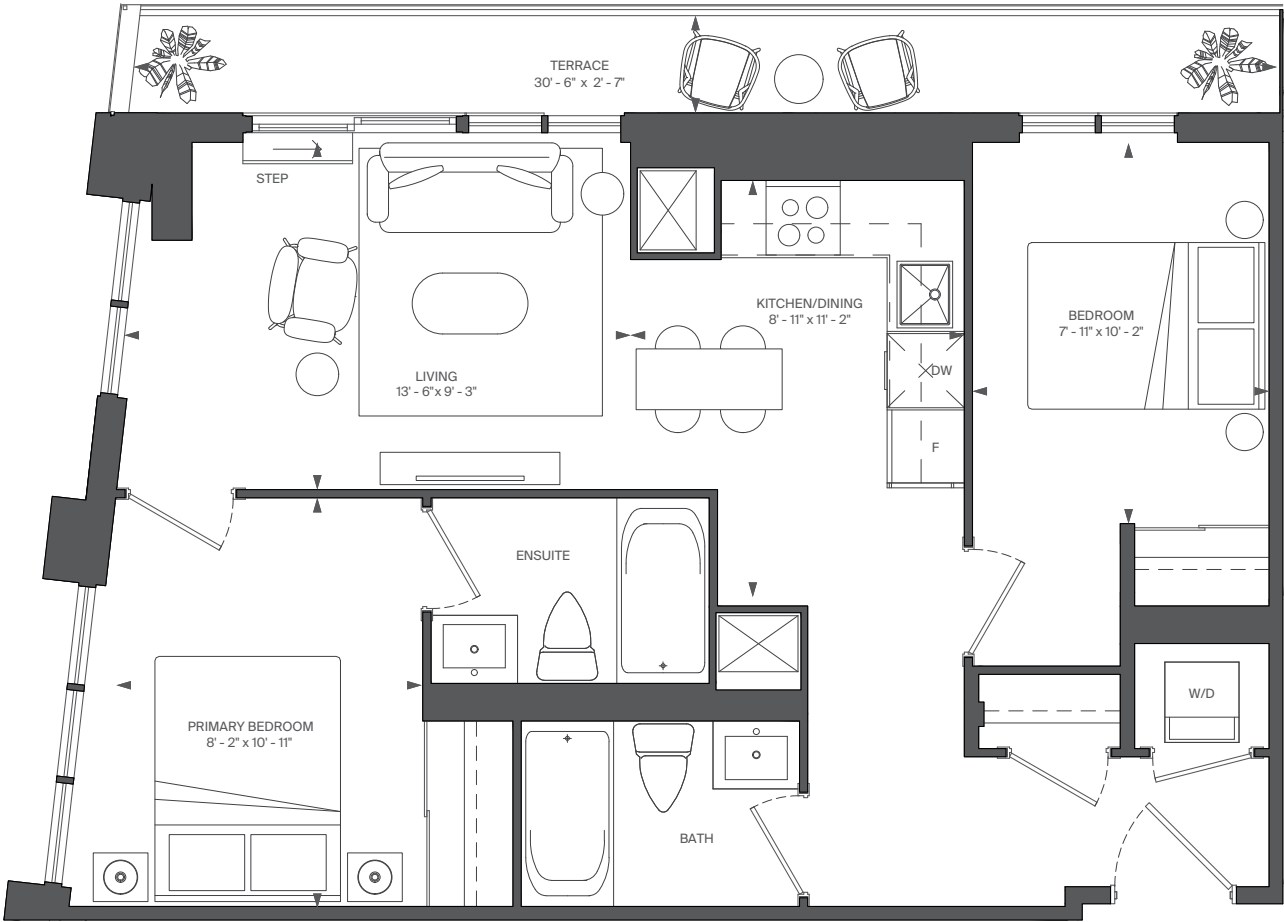 TERRACE
30' - 6" x 2' - 7"
STEP
KITCHEN/DINING
8' - 11" x 11' - 2"
BEDROOM
7' - 11" x 10' - 2"
LIVING
13' - 6" x 9' - 3"
DW
F
ENSUITE
W/D
PRIMARY BEDROOM
8' - 2" x 10' - 11"
BATH